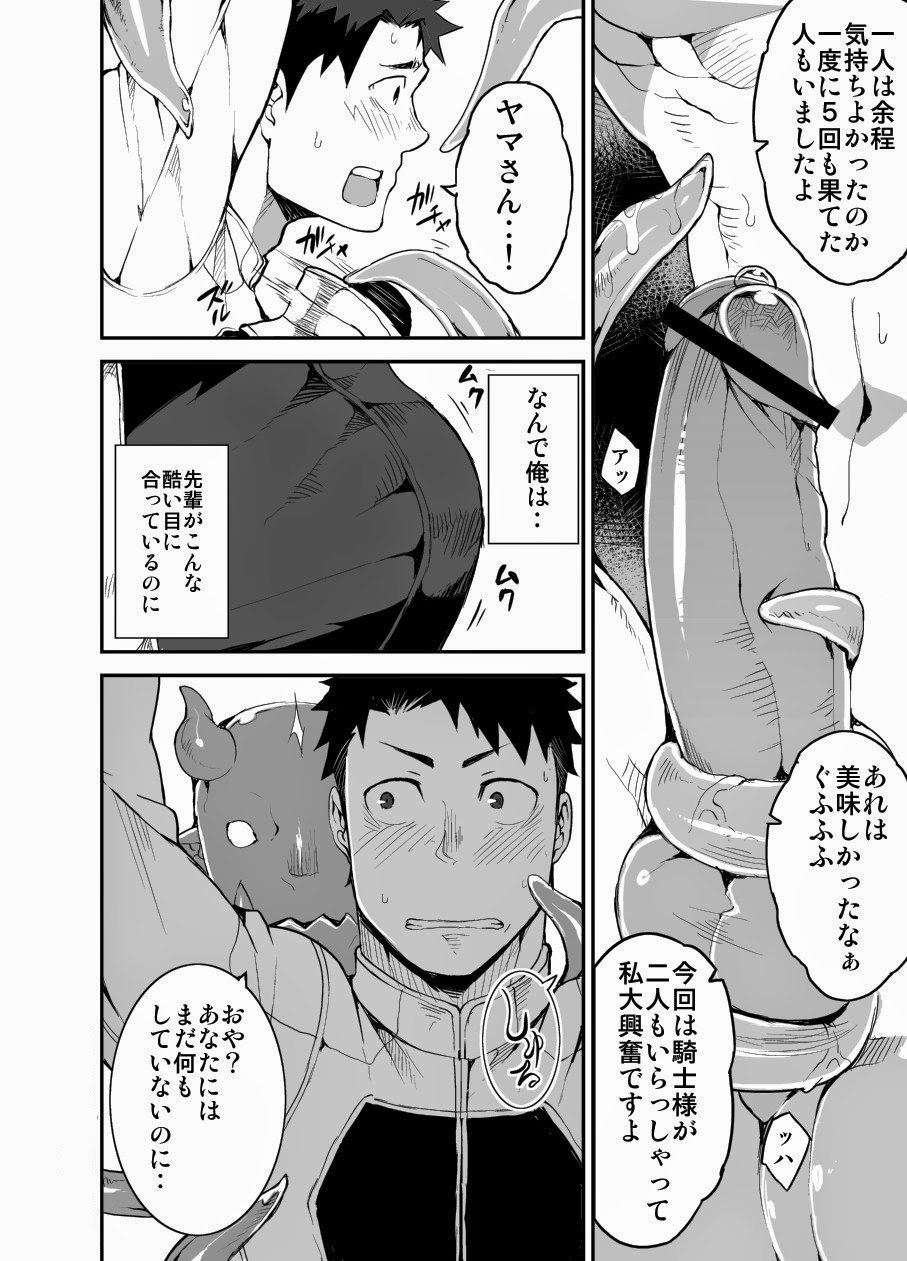 一人は余程
気持ちよかったのか
一度に5回も果てた
人もいましたよ
アッ
あれは
美味しかったなぁ
ぐふふふ
今回は騎士様が
二人もいらっしゃって
私大興奮ですよ
ッハ
ヤマさん‥!
ガチャ
ガチャ
なんで俺は‥
ムク
ムク
先輩がこんな
酷い目に
合っているのに
しゅる
おや?
あなたには
まだ何も
していないのに‥